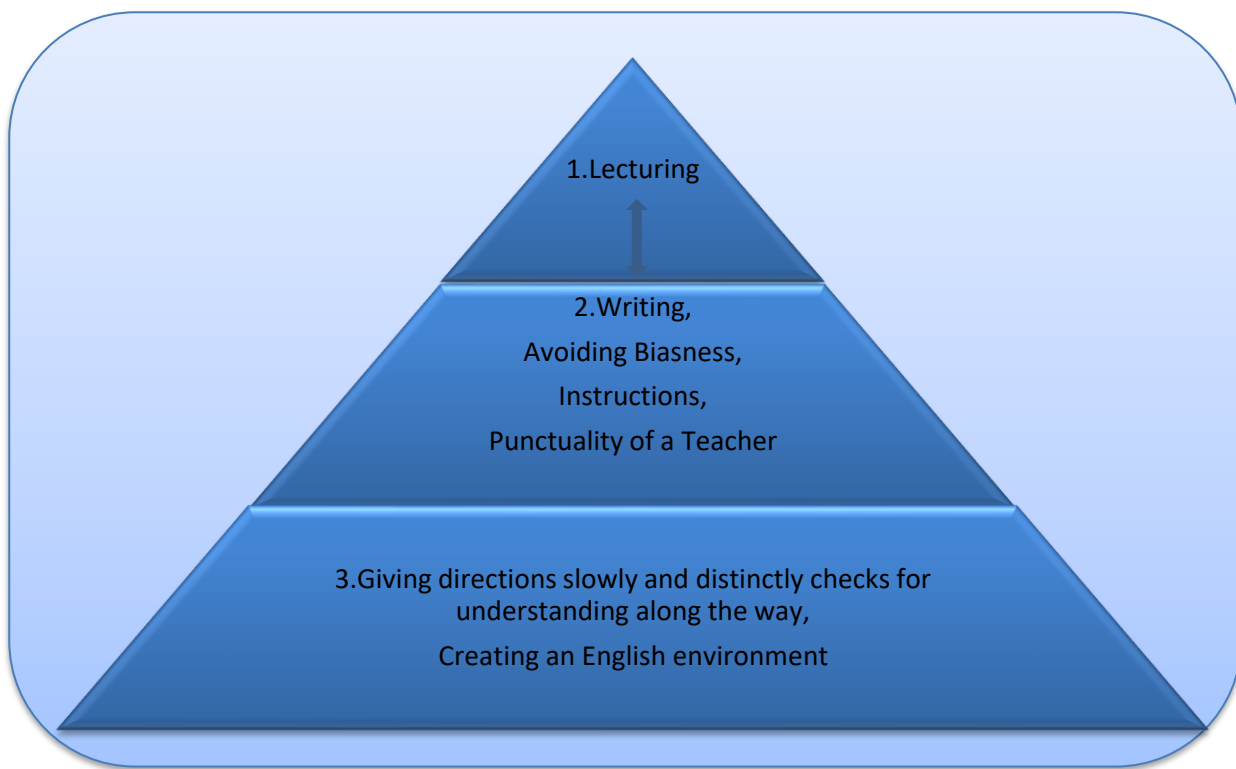 1.Lecturing
2.Writing,
Avoiding Biasness,
Instructions,
Punctuality of a Teacher
3.Giving directions slowly and distinctly checks for
understanding along the way,
Creating an English environment